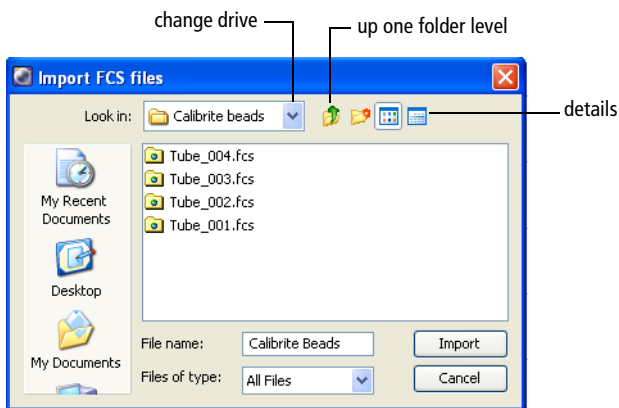 change drive
up one folder level
Import FCS files
Look in:
Calibrite beads
details
Tube_004.fcs
Tube_003.fcs
Tube_002.fcs
Tube_001.fcs
My Recent
Documents
Desktop
My Documents
File name:
Calibrite Beads
Import
Files of type:
All Files
Cancel